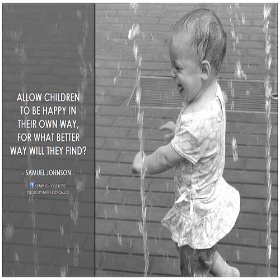 ALLOW CHILDREN
TO BE HAPPY IN
THEIR OWN WAY,
FOR WHAT BETTER
WAY WILL THEY FIND?
- SAMUEL JOHNSON